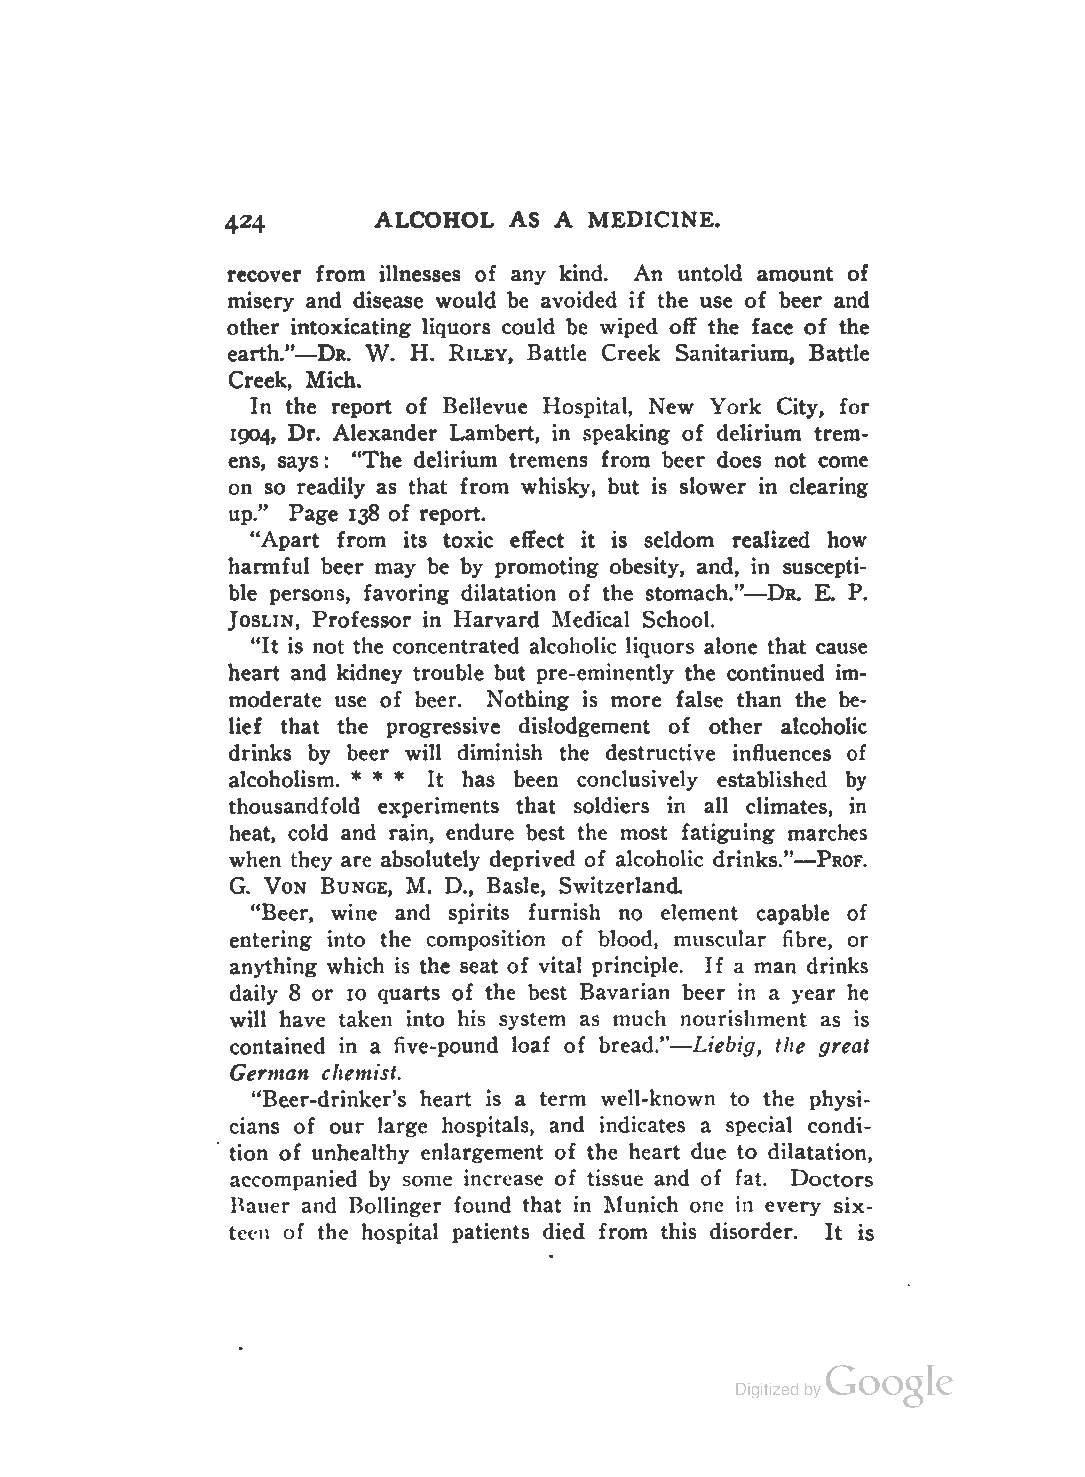 424 ALCOHOL AS A MEDICINE.
recover from illnesses of any kind. An untold amount of
misery and disease would be avoided if the use of beer and
other intoxicating liquors could be wiped off the face of the
earth."—DR. W. H. RILEY, Battle Creek Sanitarium, Battle
Creek, Mich.
In the report of Bellevue Hospital, New York City, for
1904, Dr. Alexander Lambert, in speaking of delirium trem-
ens, says: "The delirium tremens from beer does not come
on so readily as that from whisky, but is slower in clearing
up." Page 138 of report.
"Apart from its toxic effect it is seldom realized how
harmful beer may be by promoting obesity, and, in suscepti-
ble persons, favoring dilatation of the stomach."—DR. E. P.
JOSLIN, Professor in Harvard Medical School.
"It is not the concentrated alcoholic liquors alone that cause
heart and kidney trouble but pre-eminently the continued im-
moderate use of beer. Nothing is more false than the be-
lief that the progressive dislodgement of other alcoholic
drinks by beer will diminish the destructive influences of
alcoholism. * * * It has been conclusively established by
thousandfold experiments that soldiers in all climates, in
heat, cold and rain, endure best the most fatiguing marches
when they are absolutely deprived of alcoholic drinks."—PROF.
G. VON BUNGE, M. D., Basle, Switzerland.
"Beer, wine and spirits furnish no element capable of
entering into the composition of blood, muscular fibre, or
anything which is the seat of vital principle. If a man drinks
daily 8 or 10 quarts of the best Bavarian beer in a year he
will have taken into his system as much nourishment as is
contained in a five-pound loaf of bread."—Liebig, the great
German chemist.
"Beer-drinker's heart is a term well-known to the physi-
cians of our large hospitals, and indicates a special condi-
tion of unhealthy enlargement of the heart due to dilatation,
accompanied by some increase of tissue and of fat. Doctors
Bauer and Bollinger found that in Munich one in every six-
teen of the hospital patients died from this disorder. It is
Digitized by Google